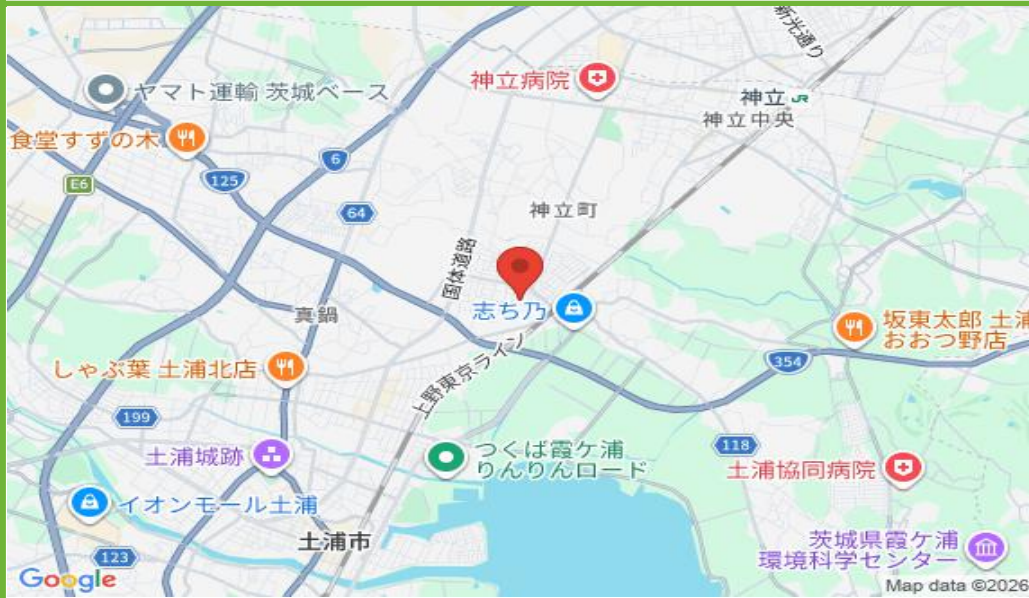 新光通り
神立病院
神立 JR
神立中央
ヤマト運輸 茨城ベース
食堂すずの木
6
125
E6
64
神立町
国体道路
志ち乃
真鍋
坂東太郎 土浦
おおつ野店
354
しゃぶ葉 土浦北店
上野東京ライン
199
118
土浦城跡
つくば霞ケ浦
りんりんロード
土浦協同病院
イオンモール土浦
土浦市
茨城県霞ケ浦
環境科学センター
123
Google
Map data ©2026